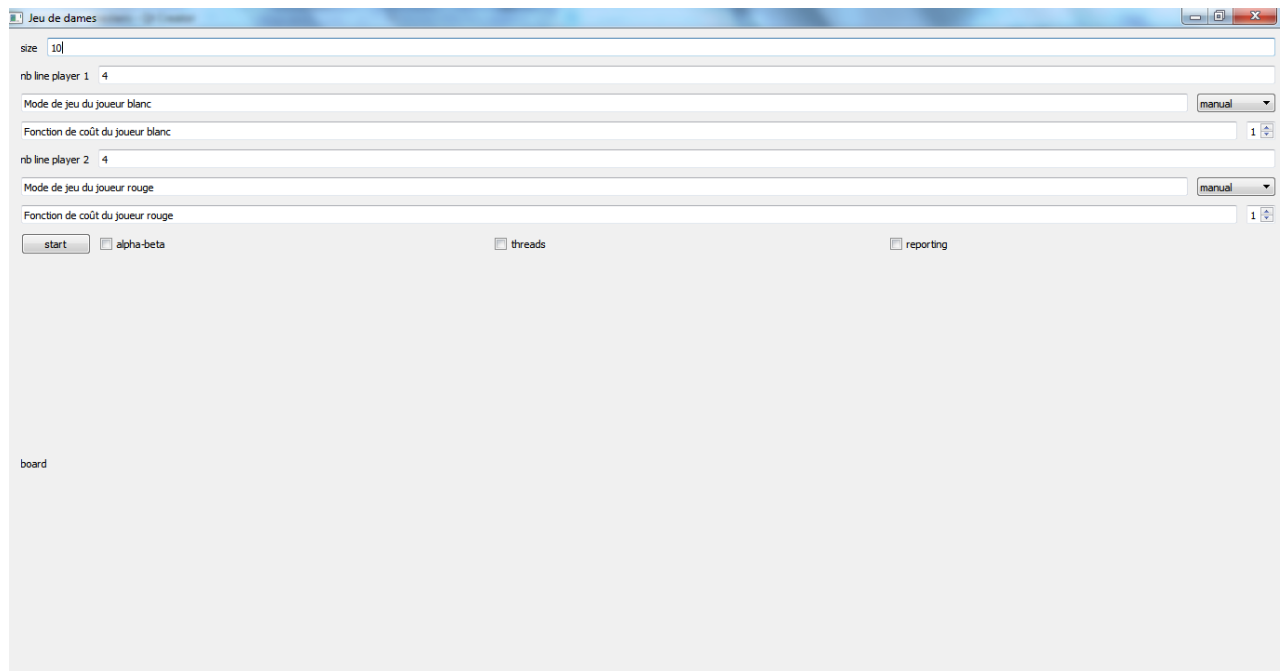 Jeu de dames
size 10
nb line player 1 4
Mode de jeu du joueur blanc manual
Fonction de coût du joueur blanc 1
nb line player 2 4
Mode de jeu du joueur rouge manual
Fonction de coût du joueur rouge 1
start alpha-beta threads reporting
board